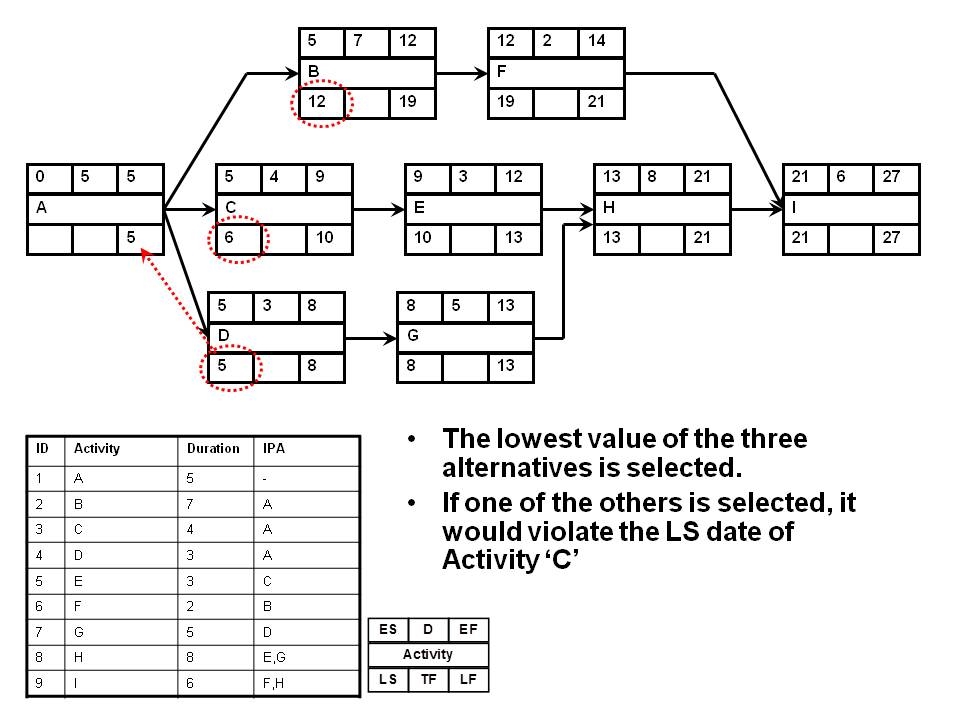 5 7 12
B
12 19
12 2 14
F
19 21
0 5 5
A
5
5 4 9
C
6 10
9 3 12
E
10 13
13 8 21
H
13 21
21 6 27
I
21 27
5 3 8
D
5 8
8 5 13
G
8 13
ID Activity Duration IPA
1 A 5 -
2 B 7 A
3 C 4 A
4 D 3 A
5 E 3 C
6 F 2 B
7 G 5 D
8 H 8 E,G
9 I 6 F,H
• The lowest value of the three
alternatives is selected.
• If one of the others is selected, it
would violate the LS date of
Activity ‘C’
ES D EF
Activity
LS TF LF